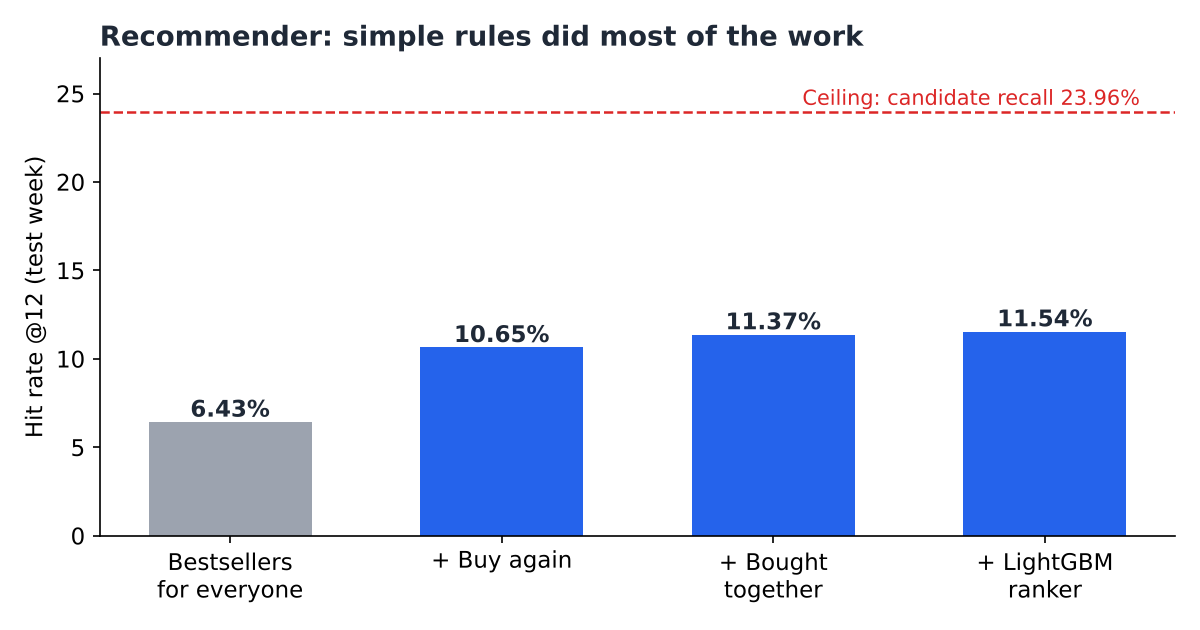 Recommender: simple rules did most of the work
Ceiling: candidate recall 23.96%
Hit rate @12 (test week)
25
20
15
10
5
0
6.43%
10.65%
11.37%
11.54%
Bestsellers
for everyone
+ Buy again
+ Bought
together
+ LightGBM
ranker